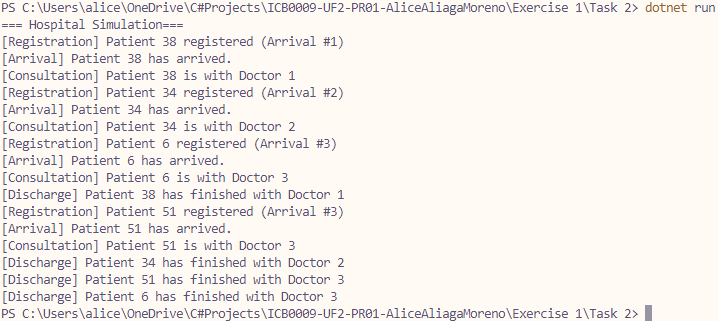 PS C:\Users\alice\OneDrive\C#Projects\ICB0009-UF2-PR01-AliceAliagaMoreno\Exercise 1\Task 2> dotnet run
=== Hospital Simulation===
[Registration] Patient 38 registered (Arrival #1)
[Arrival] Patient 38 has arrived.
[Consultation] Patient 38 is with Doctor 1
[Registration] Patient 34 registered (Arrival #2)
[Arrival] Patient 34 has arrived.
[Consultation] Patient 34 is with Doctor 2
[Registration] Patient 6 registered (Arrival #3)
[Arrival] Patient 6 has arrived.
[Consultation] Patient 6 is with Doctor 3
[Discharge] Patient 38 has finished with Doctor 1
[Registration] Patient 51 registered (Arrival #3)
[Arrival] Patient 51 has arrived.
[Consultation] Patient 51 is with Doctor 3
[Discharge] Patient 34 has finished with Doctor 2
[Discharge] Patient 51 has finished with Doctor 3
[Discharge] Patient 6 has finished with Doctor 3
PS C:\Users\alice\OneDrive\C#Projects\ICB0009-UF2-PR01-AliceAliagaMoreno\Exercise 1\Task 2>